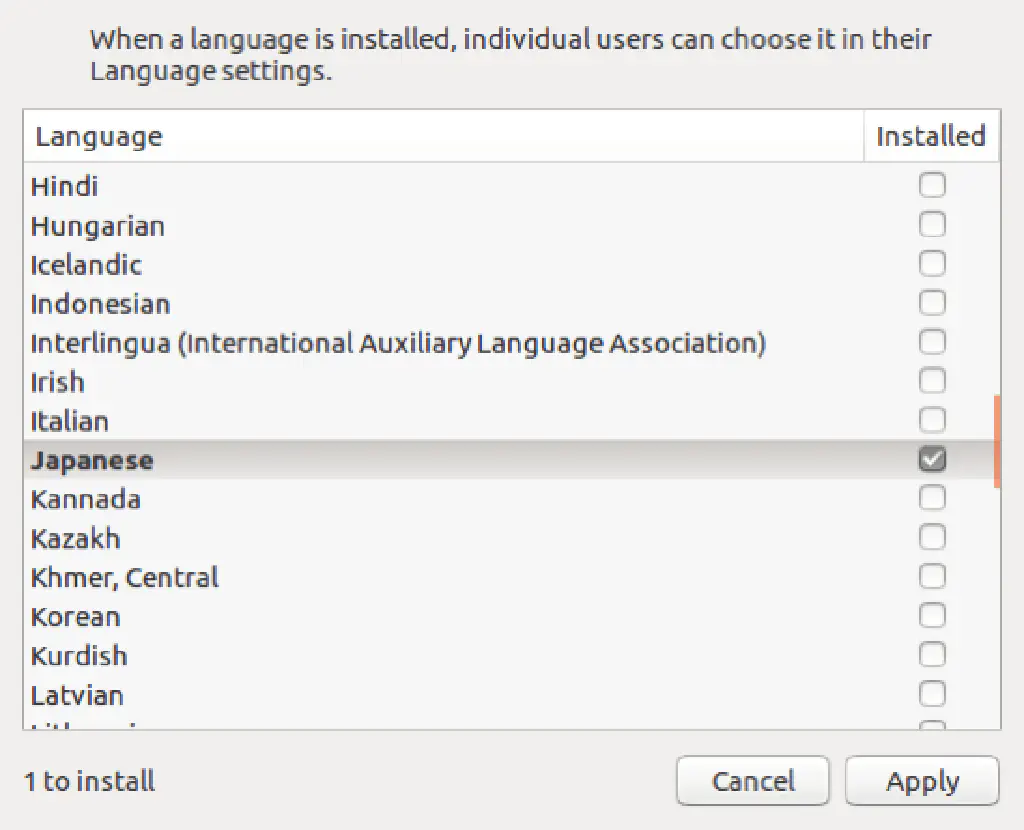 When a language is installed, individual users can choose it in their
Language settings.
Language Installed
Hindi
Hungarian
Icelandic
Indonesian
Interlingua (International Auxiliary Language Association)
Irish
Italian
Japanese
Kannada
Kazakh
Khmer, Central
Korean
Kurdish
Latvian
1 to install Cancel Apply